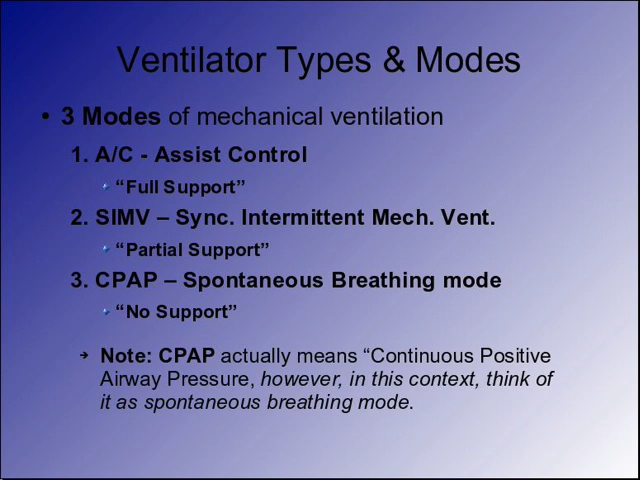 Ventilator Types & Modes
• 3 Modes of mechanical ventilation
1. A/C - Assist Control
“Full Support”
2. SIMV – Sync. Intermittent Mech. Vent.
“Partial Support”
3. CPAP – Spontaneous Breathing mode
“No Support”
➔ Note: CPAP actually means “Continuous Positive
Airway Pressure, however, in this context, think of
it as spontaneous breathing mode.